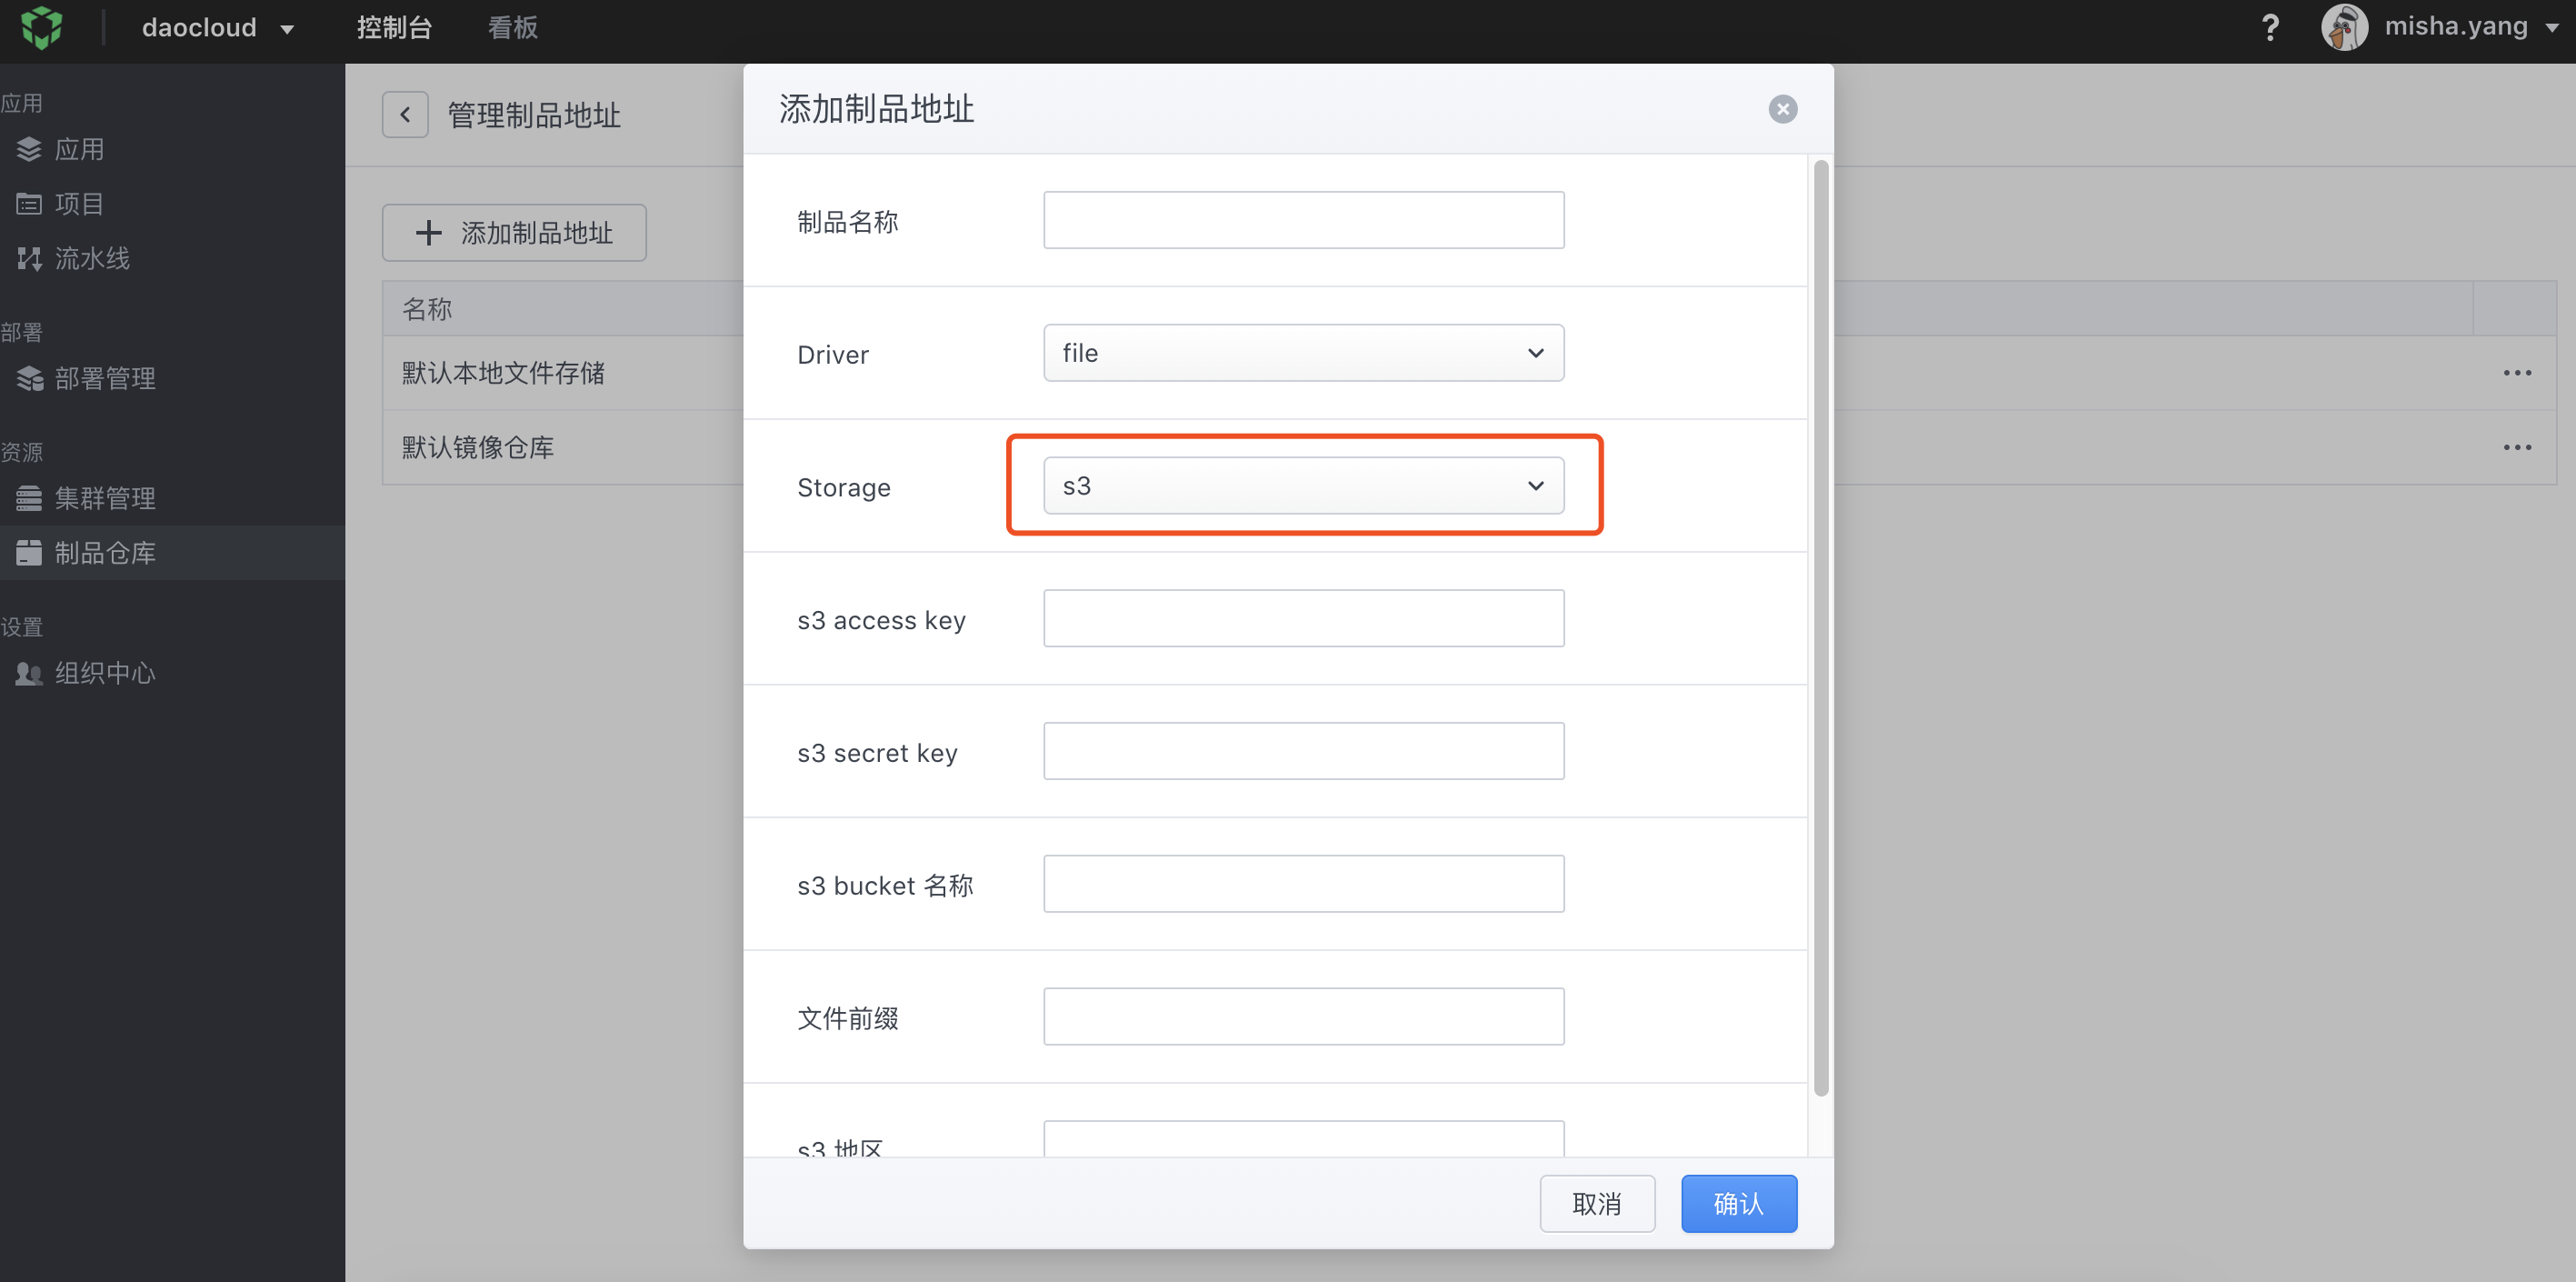 daocloud
控制台
看板
?
misha.yang
应用
应用
项目
流水线
部署
部署管理
资源
集群管理
制品仓库
设置
组织中心
管理制品地址
添加制品地址
名称
默认本地文件存储
默认镜像仓库
添加制品地址
制品名称
Driver
file
Storage
s3
s3 access key
s3 secret key
s3 bucket 名称
文件前缀
s3 地区
取消
确认